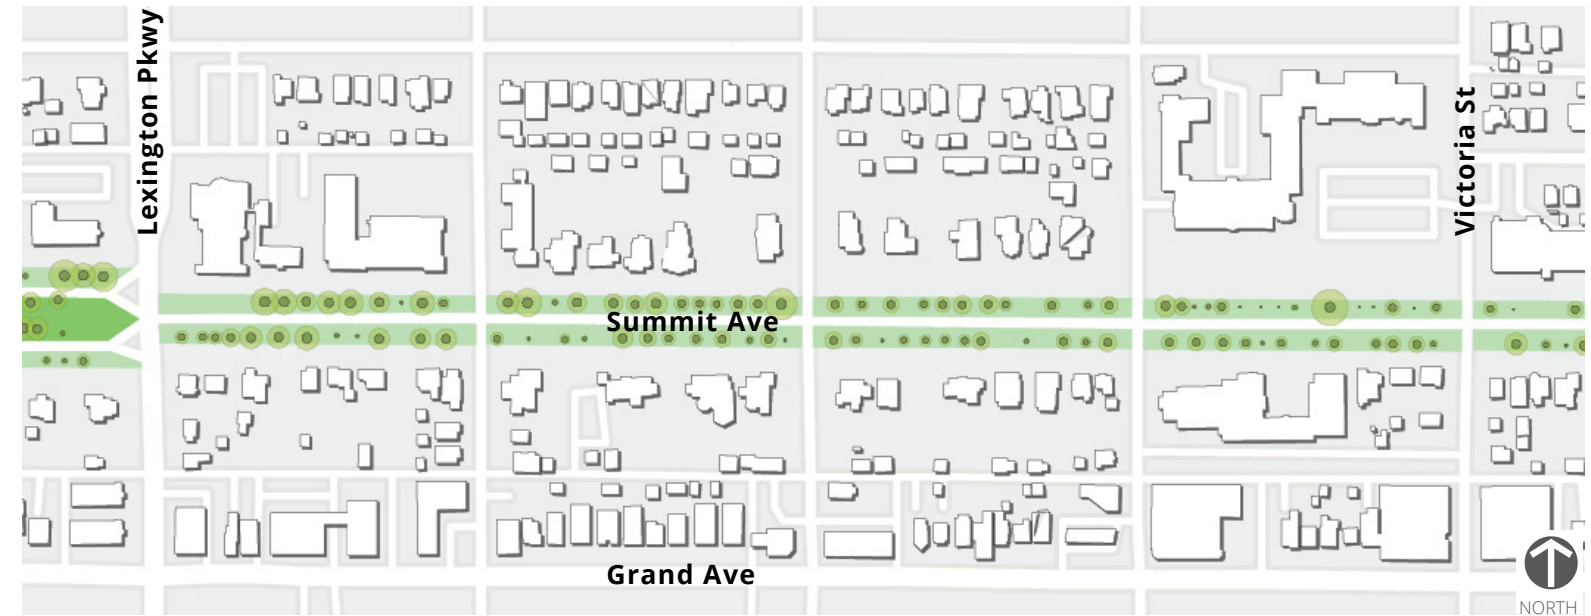 Lexington Pkwy
Victoria St
Summit Ave
Grand Ave
NORTH